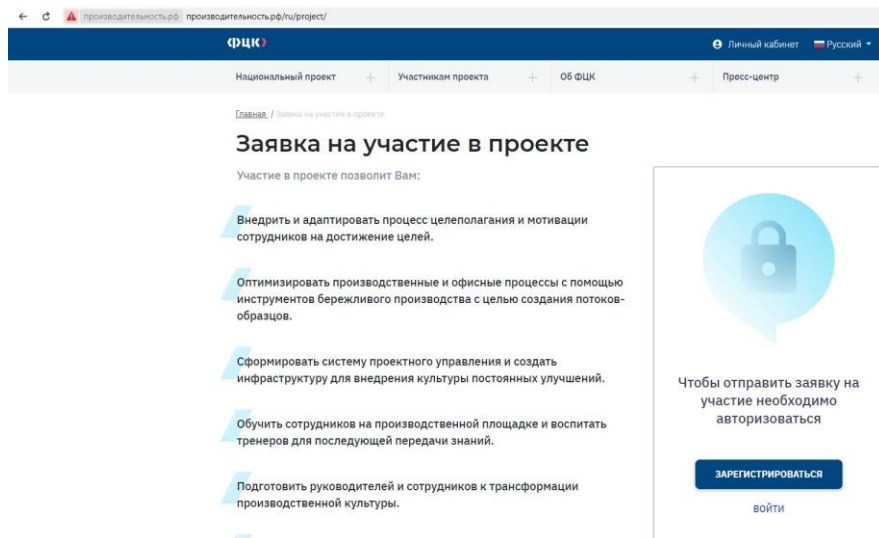 производительность.рф производительность.рф/ru/project/
ФЦК
Личный кабинет Русский
Национальный проект + Участникам проекта + Об ФЦК + Пресс-центр +
Главная / Заявка на участие в проекте
Заявка на участие в проекте
Участие в проекте позволит Вам:
Внедрить и адаптировать процесс целеполагания и мотивации
сотрудников на достижение целей.
Оптимизировать производственные и офисные процессы с помощью
инструментов бережливого производства с целью создания потоков-
образцов.
Сформировать систему проектного управления и создать
инфраструктуру для внедрения культуры постоянных улучшений.
Обучить сотрудников на производственной площадке и воспитать
тренеров для последующей передачи знаний.
Подготовить руководителей и сотрудников к трансформации
производственной культуры.
Чтобы отправить заявку на
участие необходимо
авторизоваться
ЗАРЕГИСТРИРОВАТЬСЯ
ВОЙТИ